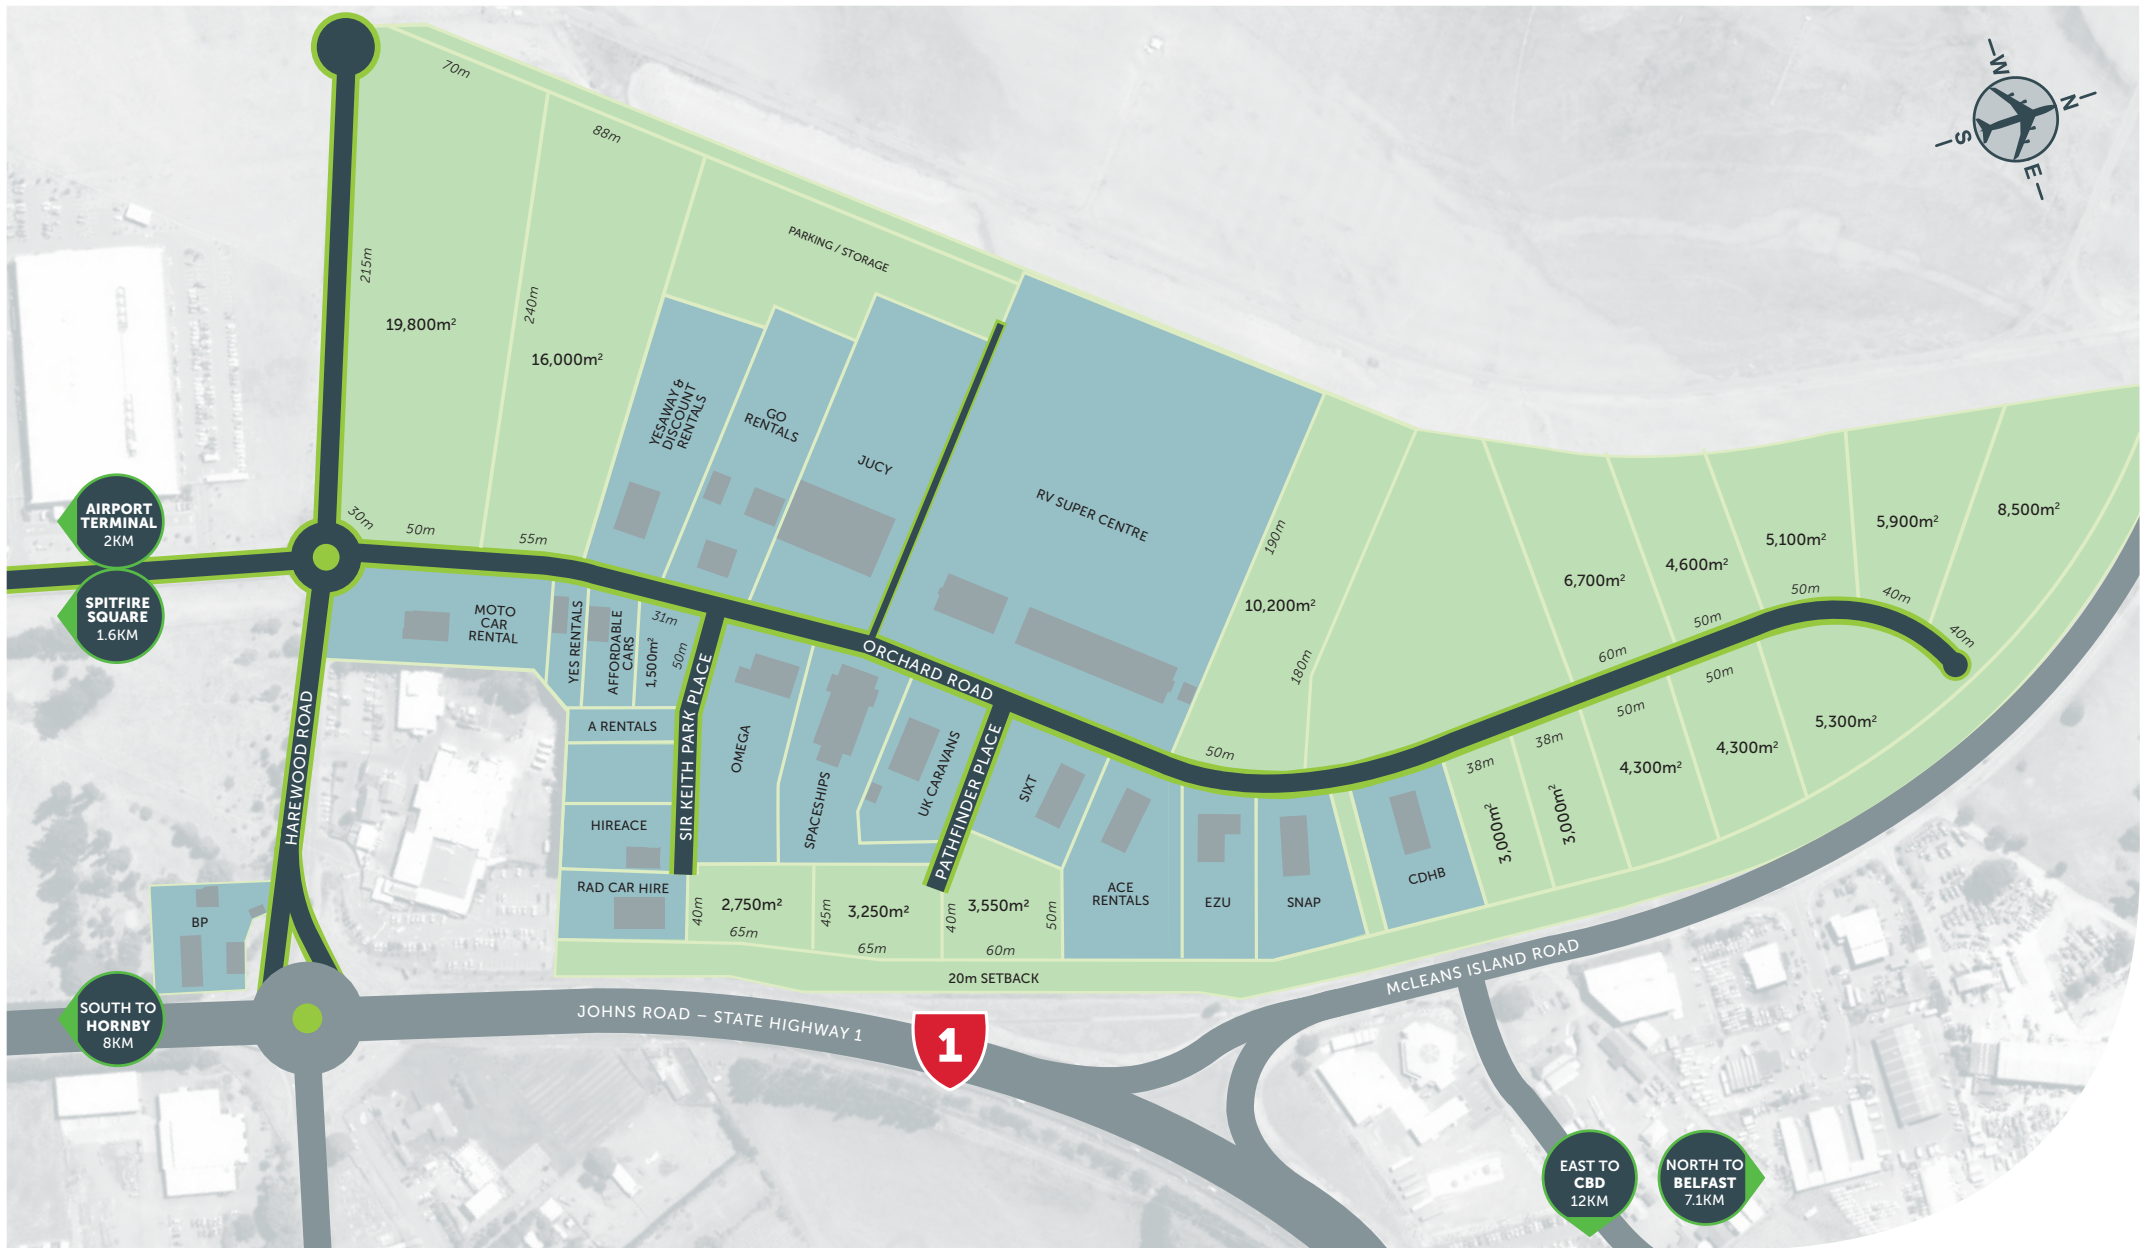 70m
88m
W
N
S
E
PARKING / STORAGE
215m
240m
19,800m²
16,000m²
YESAWAY &
DISCOUNT
RENTALS
GO
RENTALS
JUCY
RV SUPER CENTRE
190m
180m
10,200m²
6,700m²
4,600m²
5,100m²
5,900m²
8,500m²
AIRPORT
TERMINAL
2KM
SPITFIRE
SQUARE
1.6KM
30m
50m
55m
MOTO
CAR
RENTAL
YES RENTALS
AFFORDABLE
CARS
31m
1,500m²
50m
SIR KEITH PARK PLACE
ORCHARD ROAD
HAREWOOD ROAD
A RENTALS
HIREACE
RAD CAR HIRE
OMEGA
SPACESHIPS
UK CARAVANS
PATHFINDER PLACE
SIXT
50m
60m
50m
50m
40m
40m
38m
38m
50m
50m
3,000m²
3,000m²
4,300m²
4,300m²
5,300m²
ACE
RENTALS
EZU
SNAP
CDHB
BP
40m
2,750m²
65m
45m
3,250m²
65m
40m
3,550m²
60m
50m
20m SETBACK
McLEANS ISLAND ROAD
JOHNS ROAD – STATE HIGHWAY 1
1
SOUTH TO
HORNBY
8KM
EAST TO
CBD
12KM
NORTH TO
BELFAST
7.1KM